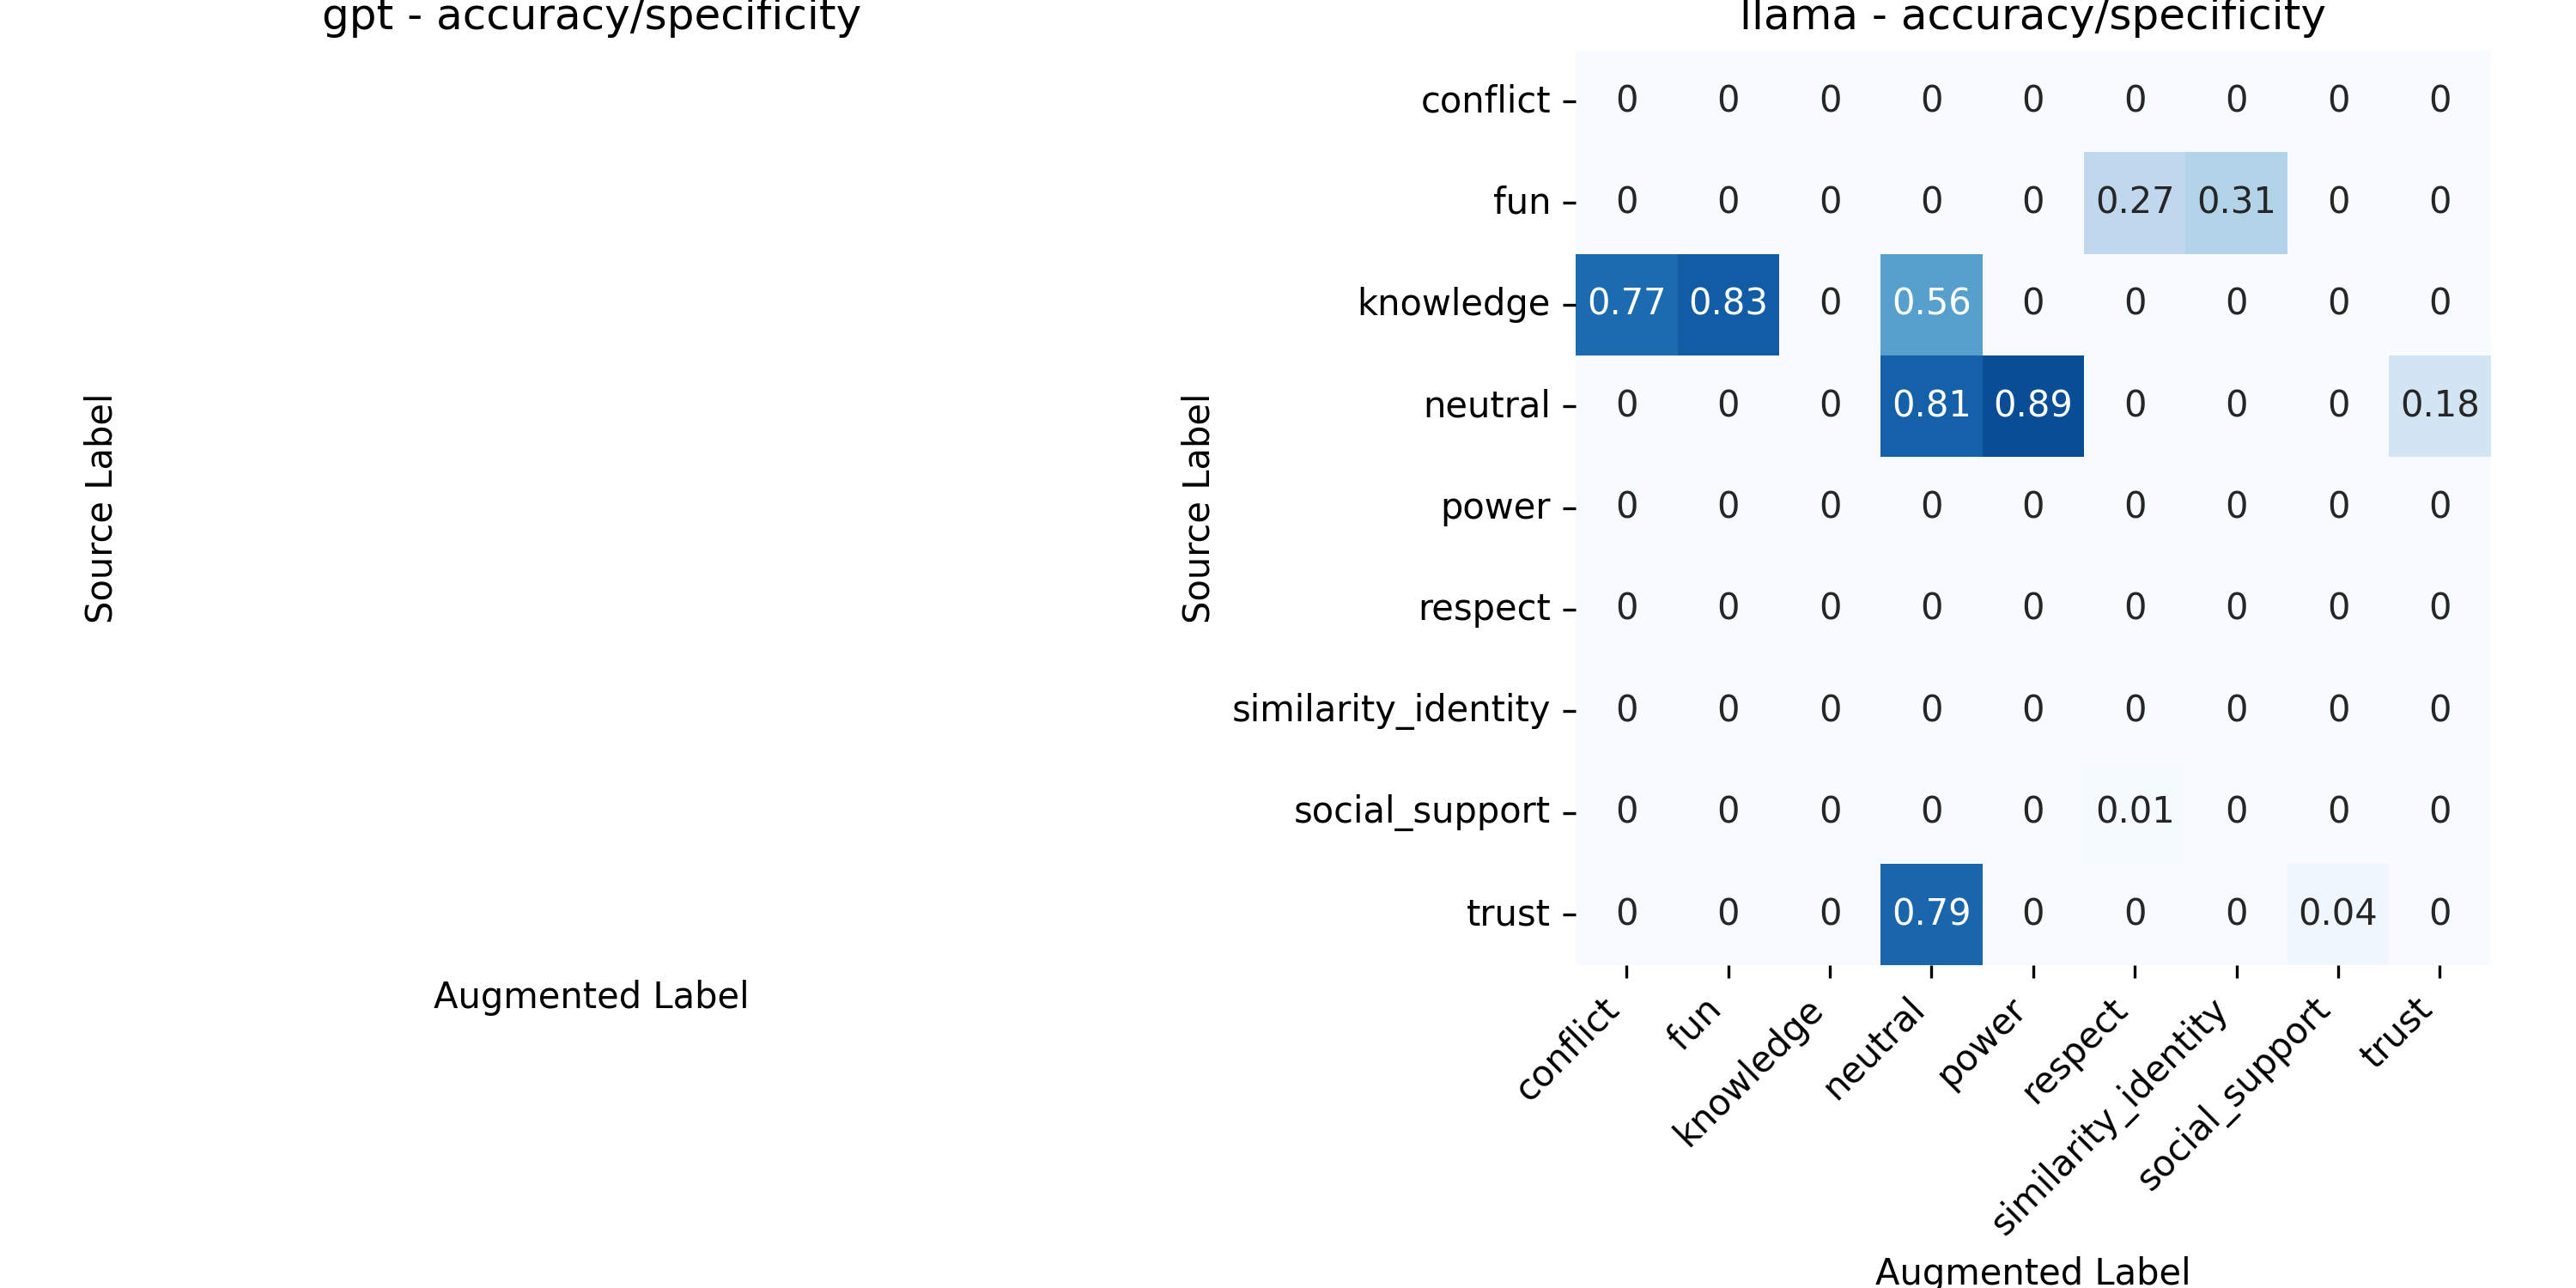 gpt - accuracy/specificity
Source Label
Augmented Label
llama - accuracy/specificity
Source Label
conflict 0 0 0 0 0 0 0 0 0
fun 0 0 0 0 0 0.27 0.31 0 0
knowledge 0.77 0.83 0 0.56 0 0 0 0 0
neutral 0 0 0 0.81 0.89 0 0 0 0.18
power 0 0 0 0 0 0 0 0 0
respect 0 0 0 0 0 0 0 0 0
similarity_identity 0 0 0 0 0 0 0 0 0
social_support 0 0 0 0 0 0.01 0 0 0
trust 0 0 0 0.79 0 0 0 0.04 0
conflict fun knowledge neutral power respect similarity_identity social_support trust
Augmented Label